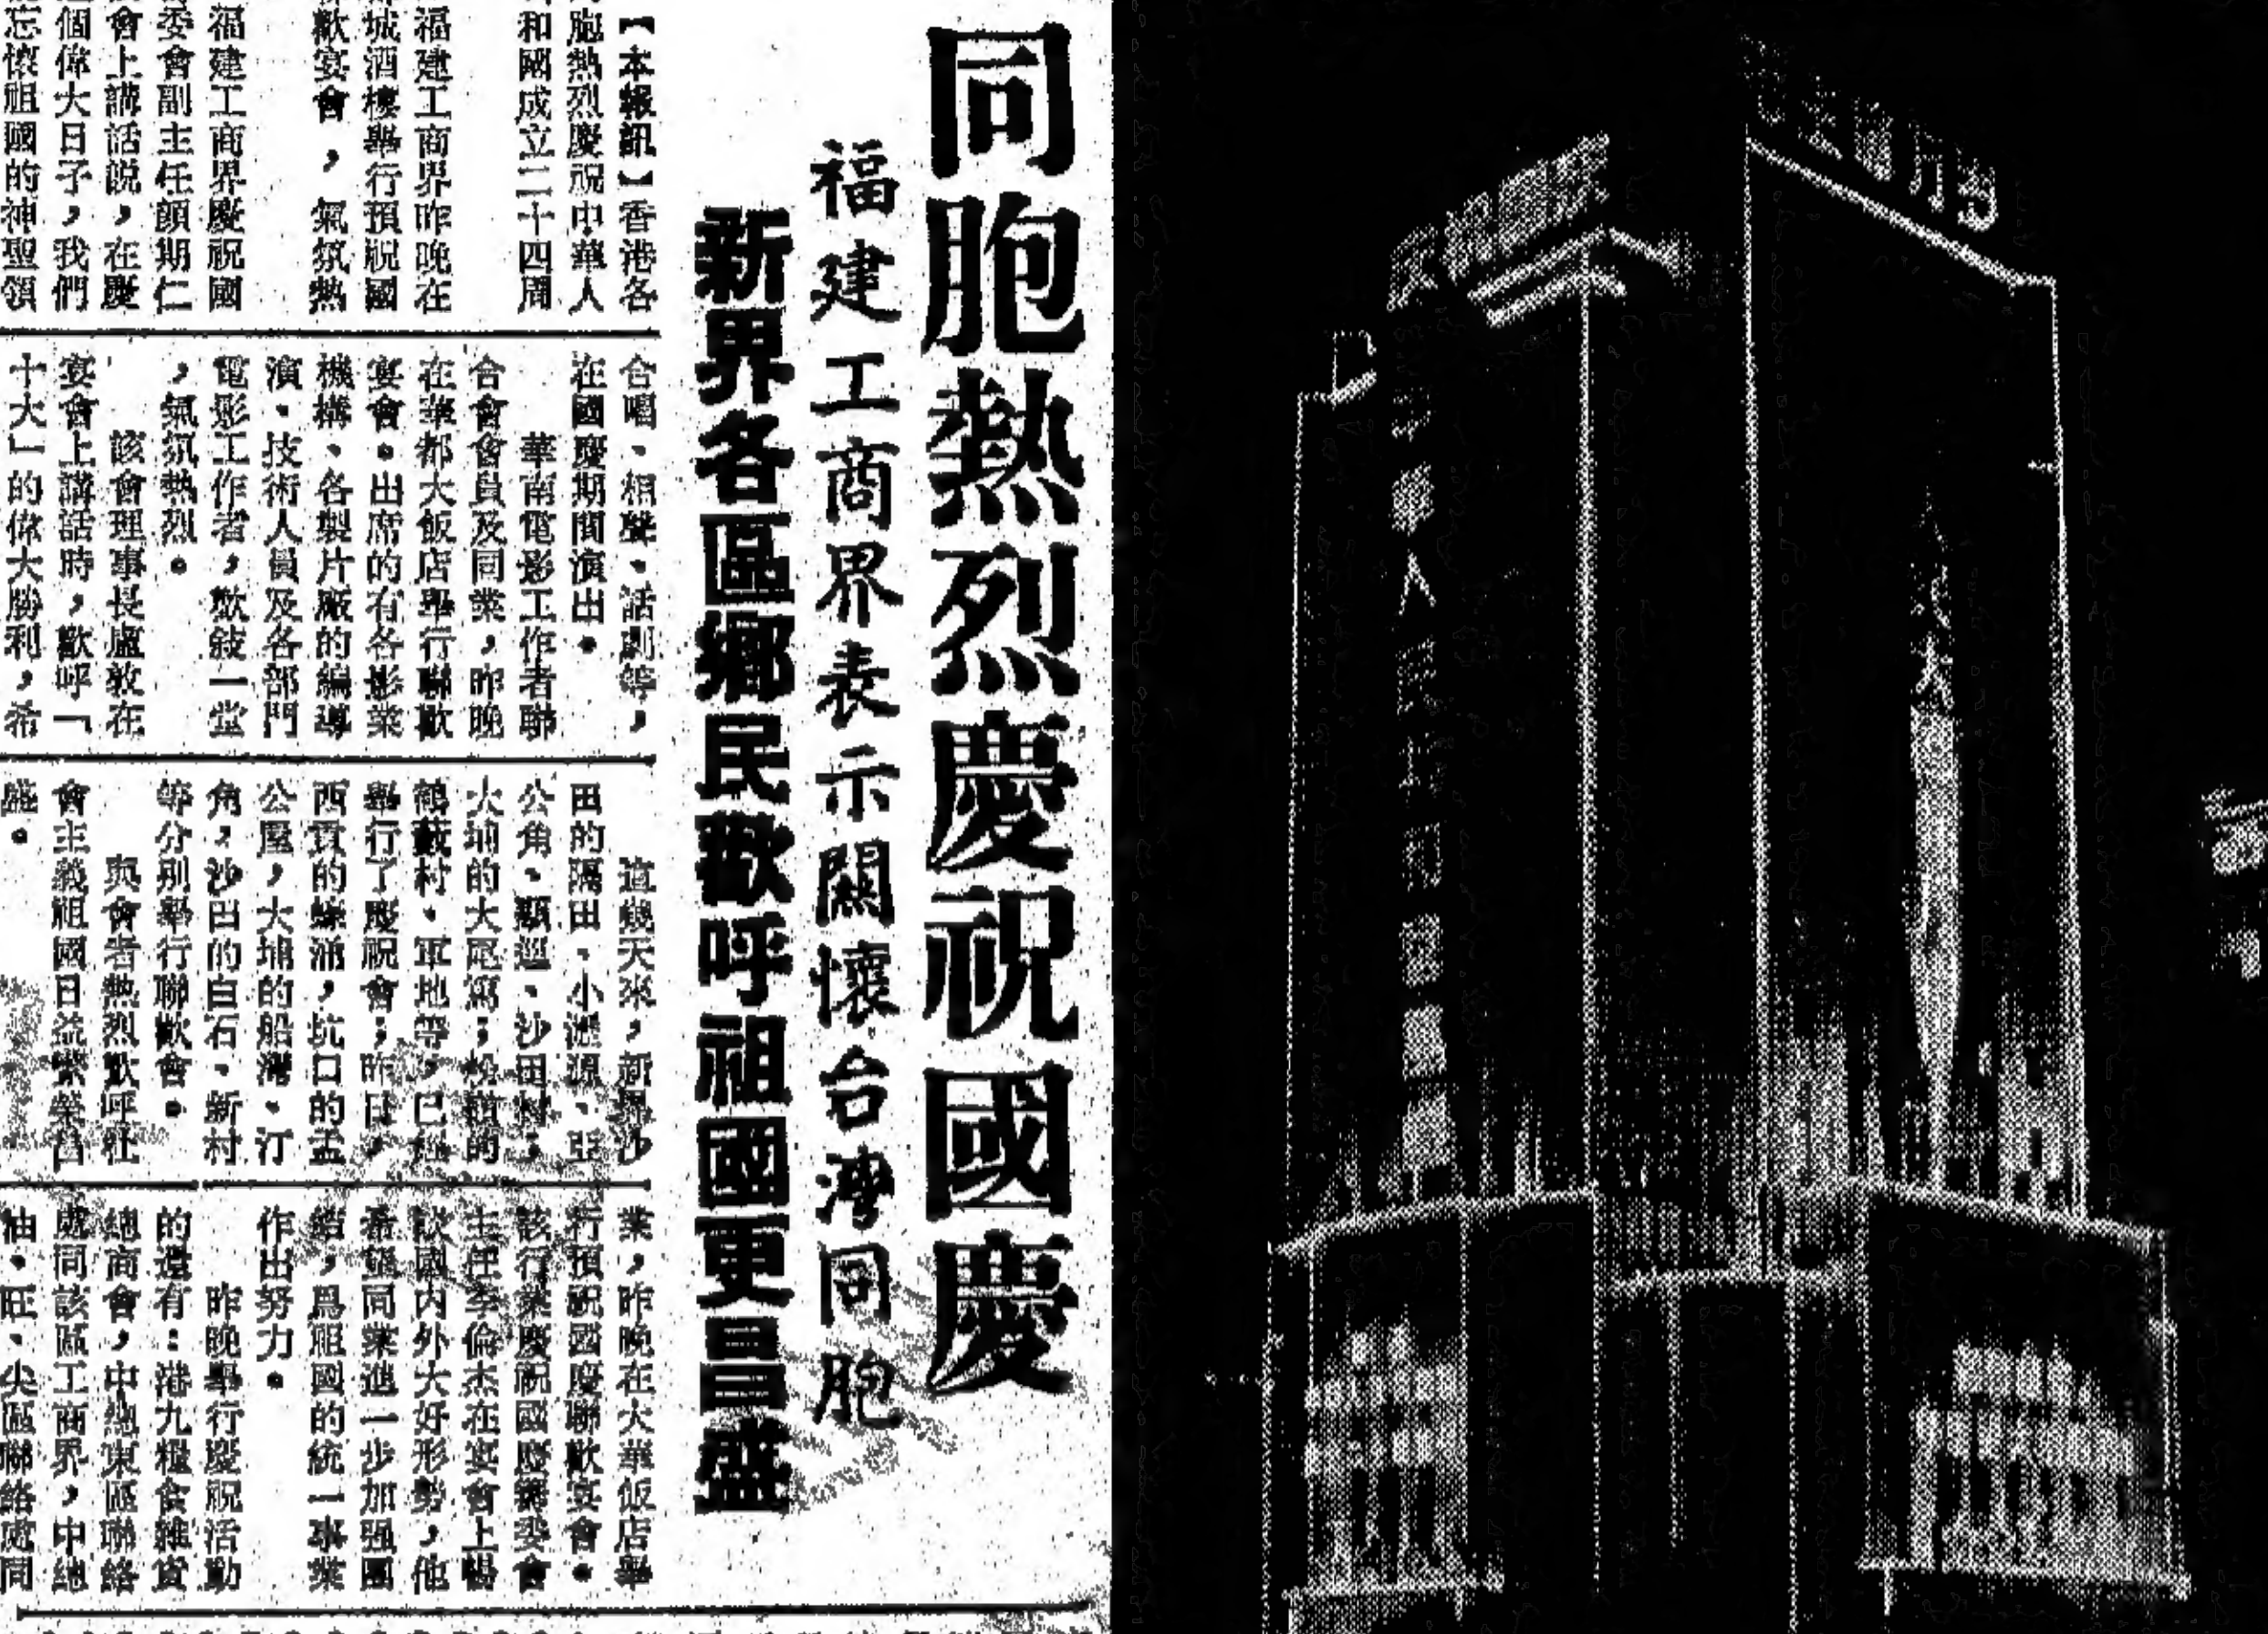 同胞熱烈慶祝國慶
福建工商界表示關懷台灣同胞
新界各區鄉民歡呼祖國更昌盛
【本報訊】香港各
胞熱烈慶祝中華人
和國成立二十四周
福建工商界昨晚在
城酒樓舉行預祝國
歡宴會,氣氛熱
福建工商界慶祝國
委會副主任顏期仁
會上講話說,在慶
個偉大日子,我們
忘懷祖國的神聖領
合唱、相聲、話劇等,
在國慶期間演出。
華南電影工作者聯
合會會員及同業,昨晚
在華都大飯店舉行聯歡
宴會。出席的有各影業
機構、各製片廠的編導
演、技術人員及各部門
電影工作者,歡敍一堂
,氣氛熱烈。
該會理事長盧敦在
宴會上講話時,歡呼「
十大」的偉大勝利,希
這幾天來,新界沙
田的隔田、小瀝源、亞
公角、顯逕、沙田村;
大埔的大尾篤;粉嶺的
鶴藪村、軍地等,已經
舉行了慶祝會;昨日,
西貢的蠔涌,坑口的孟
公屋,大埔的船灣、汀
角,沙田的白石、新村
等分別舉行聯歡會。
與會者熱烈歡呼社
會主義祖國日益繁榮昌
盛。
業,昨晚在大華飯店舉
行預祝國慶聯歡宴會。
該行業慶祝國慶籌委會
主任李倫杰在宴會上暢
談國內外大好形勢,他
希望同業進一步加强團
結,爲祖國的統一事業
作出努力。
昨晚舉行慶祝活動
的還有:港九糧食雜貨
總商會,中總東區聯絡
處同該區工商界,中總
油、旺、尖區聯絡處同